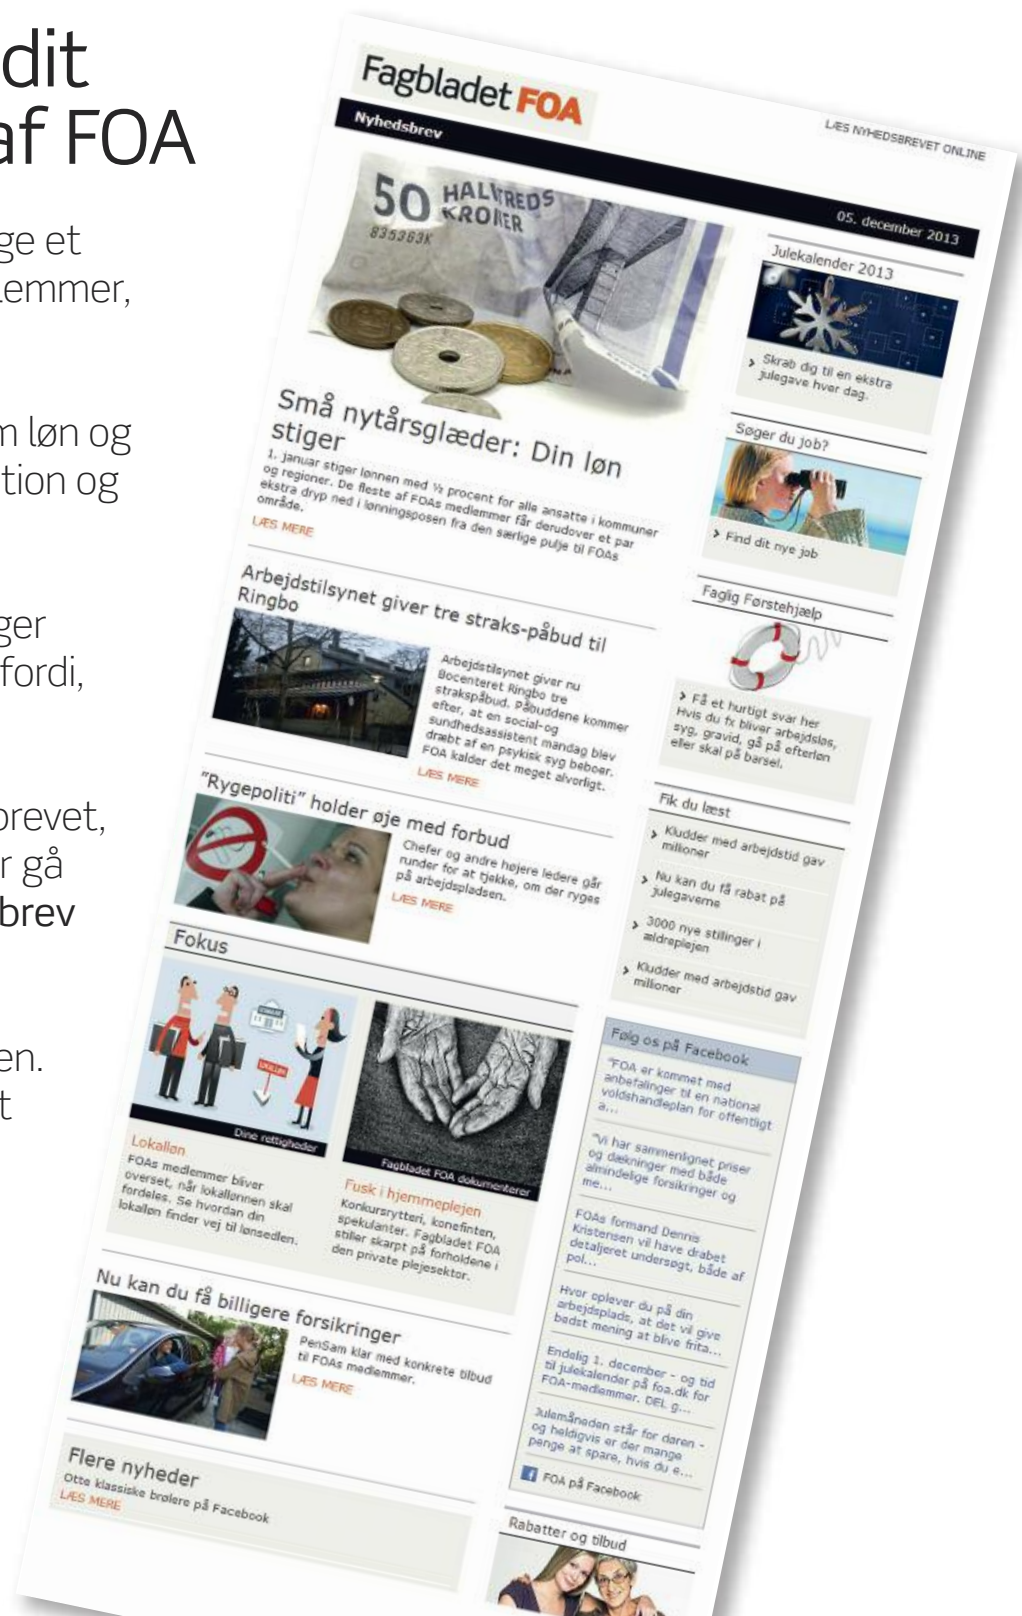 dit
af FOA
ge et
lemmer,
m løn og
tion og
ger
fordi,
brevet,
r gå
brev
en.
t
Fagbladet FOA
LÆS NYHEDSBREVET ONLINE
Nyhedsbrev
05. december 2013
50 HALVTREDS
KRONER
835363K
Små nytårsglæder: Din løn
stiger
1. januar stiger lønnen med ½ procent for alle ansatte i kommuner
og regioner. De fleste af FOAs medlemmer får derudover et par
ekstra dryp ned i lønningsposen fra den særlige pulje til FOAs
område.
LÆS MERE
Arbejdstilsynet giver tre straks-påbud til
Ringbo
Arbejdstilsynet giver nu
Bocenteret Ringbo tre
strakspåbud. Påbuddene kommer
efter, at en social-og
sundhedsassistent mandag blev
dræbt af en psykisk syg beboer.
FOA kalder det meget alvorligt.
LÆS MERE
"Rygepoliti" holder øje med forbud
Chefer og andre højere ledere går
runder for at tjekke, om der ryges
på arbejdspladsen.
LÆS MERE
Fokus
LOKALLØN
Dine rettigheder
Lokalløn
FOAs medlemmer bliver
overset, når lokallønnen skal
fordeles. Se hvordan din
lokalløn finder vej til lønsedlen.
Fagbladet FOA dokumenterer
Fusk i hjemmeplejen
Konkursrytteri, konefinten,
spekulanter. Fagbladet FOA
stiller skarpt på forholdene i
den private plejesektor.
Nu kan du få billigere forsikringer
PenSam klar med konkrete tilbud
til FOAs medlemmer.
LÆS MERE
Flere nyheder
Otte klassiske brølere på Facebook
LÆS MERE
Julekalender 2013
Skrab dig til en ekstra
julegave hver dag.
Søger du job?
Find dit nye job
Faglig Førstehjælp
Få et hurtigt svar her
Hvis du fx bliver arbejdsløs,
syg, gravid, gå på efterløn
eller skal på barsel.
Fik du læst
Kludder med arbejdstid gav
millioner
Nu kan du få rabat på
julegaverne
3000 nye stillinger i
ældreplejen
Kludder med arbejdstid gav
millioner
Følg os på Facebook
"FOA er kommet med
anbefalinger til en national
voldshandleplan for offentligt
a...
"Vi har sammenlignet priser
og dækninger med både
almindelige forsikringer og
me...
FOAs formand Dennis
Kristensen vil have drabet
detaljeret undersøgt, både af
pol...
Hvor oplever du på din
arbejdsplads, at det vil give
bedst mening at blive frita...
Endelig 1. december - og tid
til julekalender på foa.dk for
FOA-medlemmer. DEL g...
Julemåneden står for døren -
og heldigvis er der mange
penge at spare, hvis du e...
f FOA på Facebook
Rabatter og tilbud